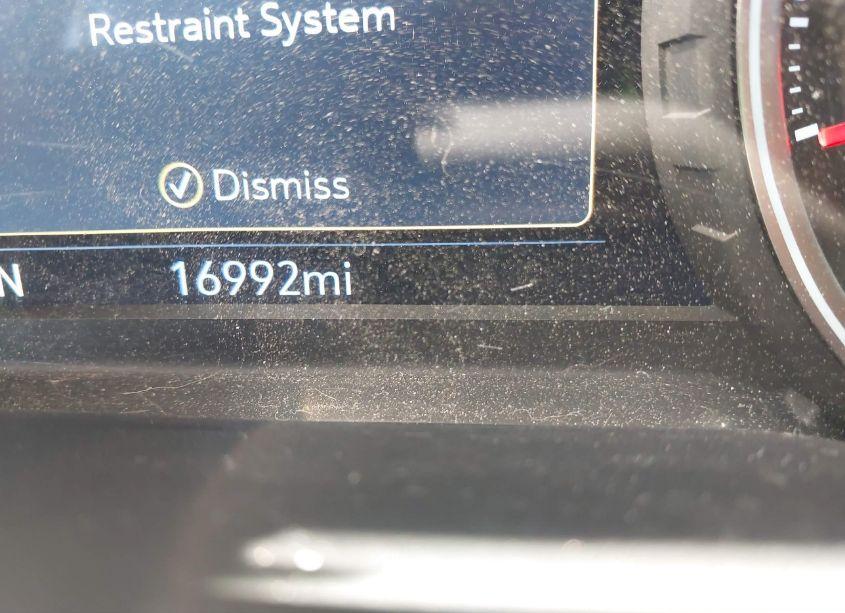 Restraint System
Dismiss
N
16992mi